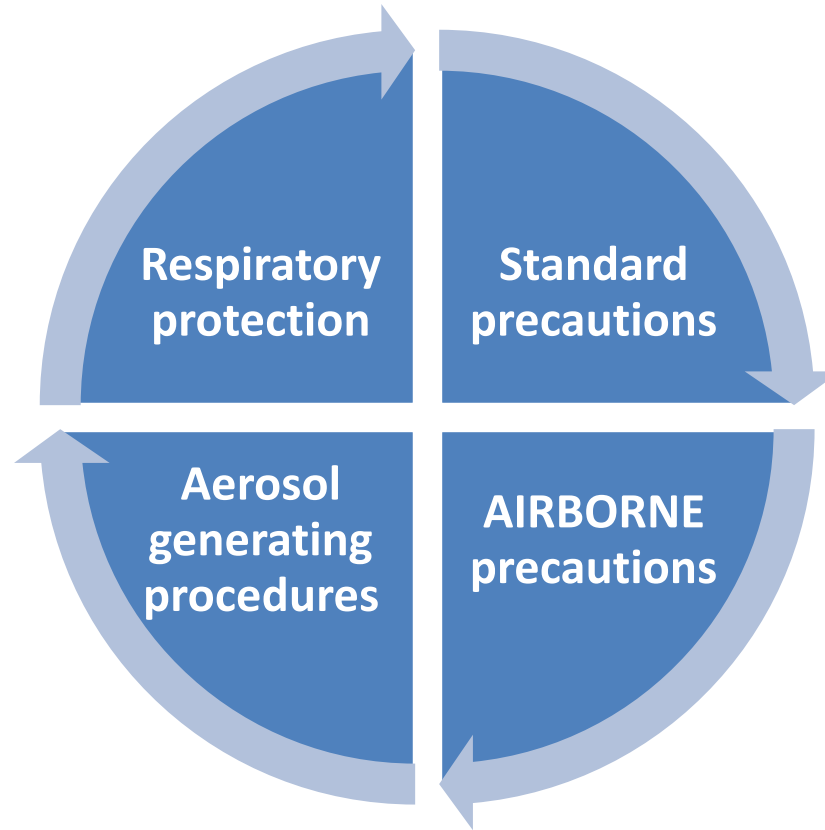 Respiratory
protection
Standard
precautions
Aerosol
generating
procedures
AIRBORNE
precautions